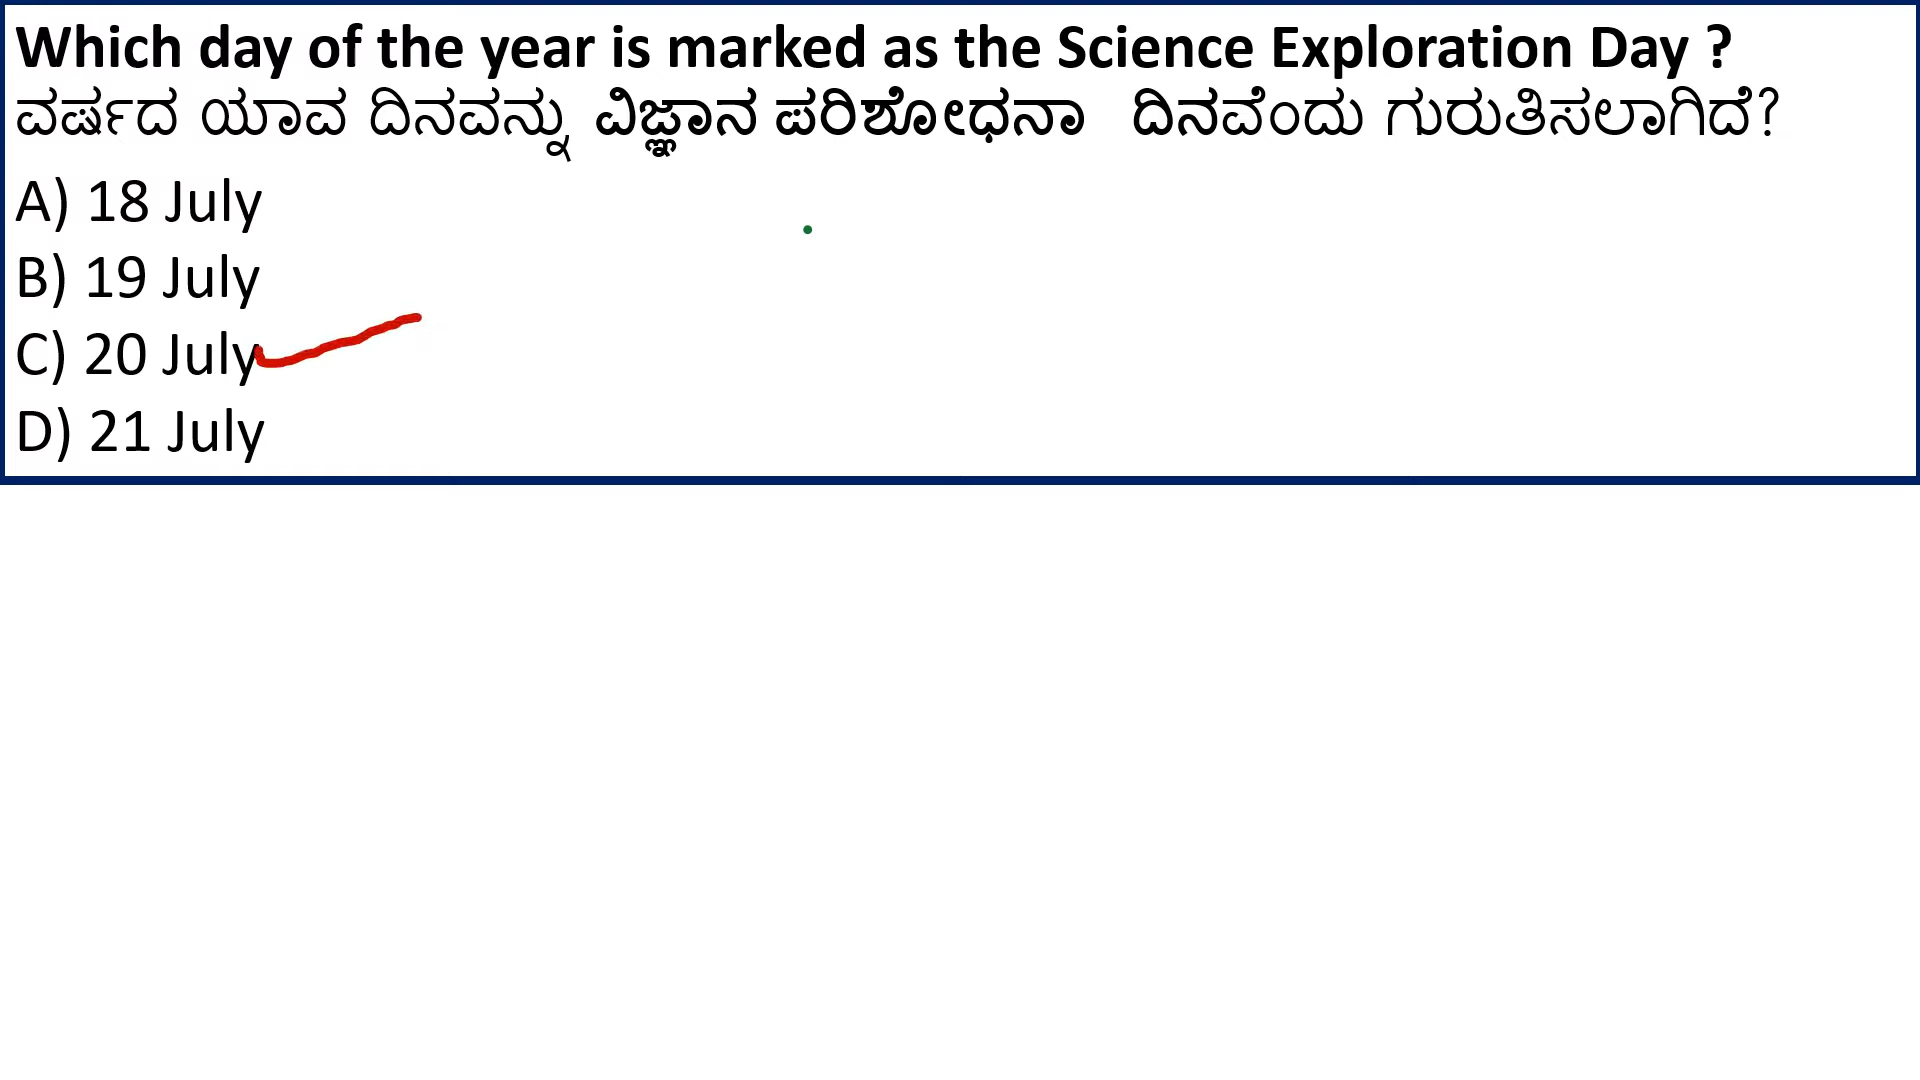 Which day of the year is marked as the Science Exploration Day ?
ವರ್ಷದ ಯಾವ ದಿನವನ್ನು ವಿಜ್ಞಾನ ಪರಿಶೋಧನಾ ದಿನವೆಂದು ಗುರುತಿಸಲಾಗಿದೆ?
A) 18 July
B) 19 July
C) 20 July
D) 21 July